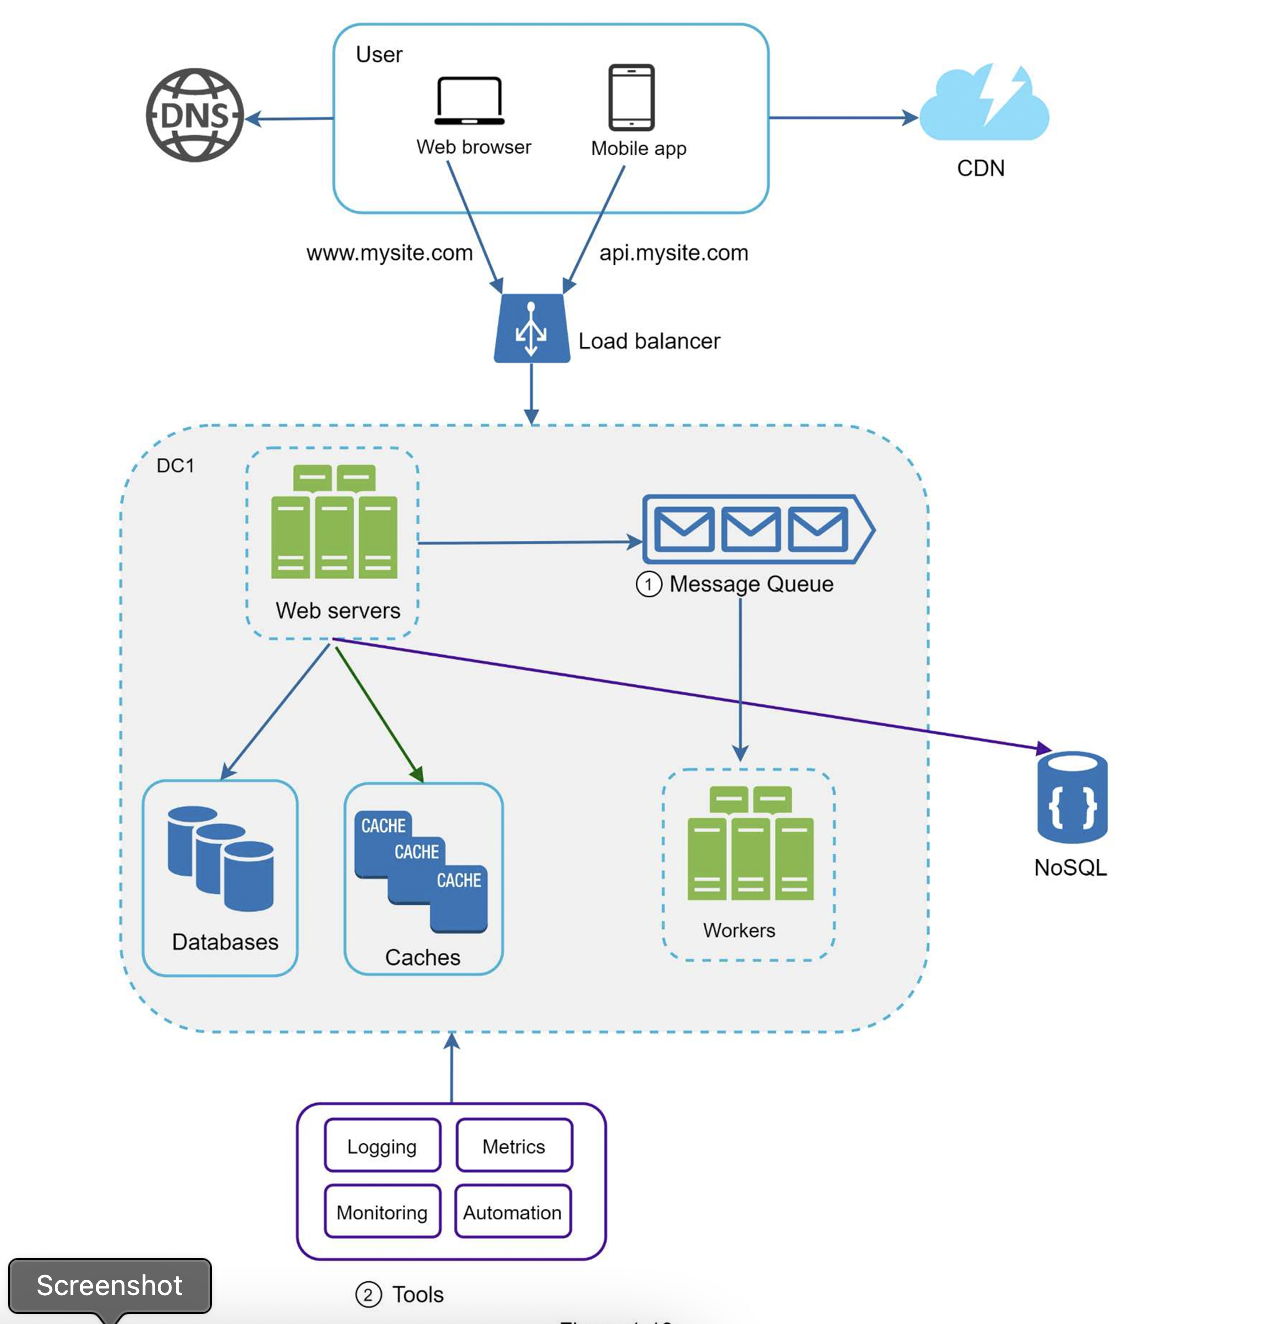 User
DNS
Web browser
Mobile app
CDN
www.mysite.com
api.mysite.com
Load balancer
DC1
Web servers
1 Message Queue
CACHE
CACHE
CACHE
Databases
Caches
Workers
NoSQL
Logging
Metrics
Monitoring
Automation
2 Tools
Screenshot